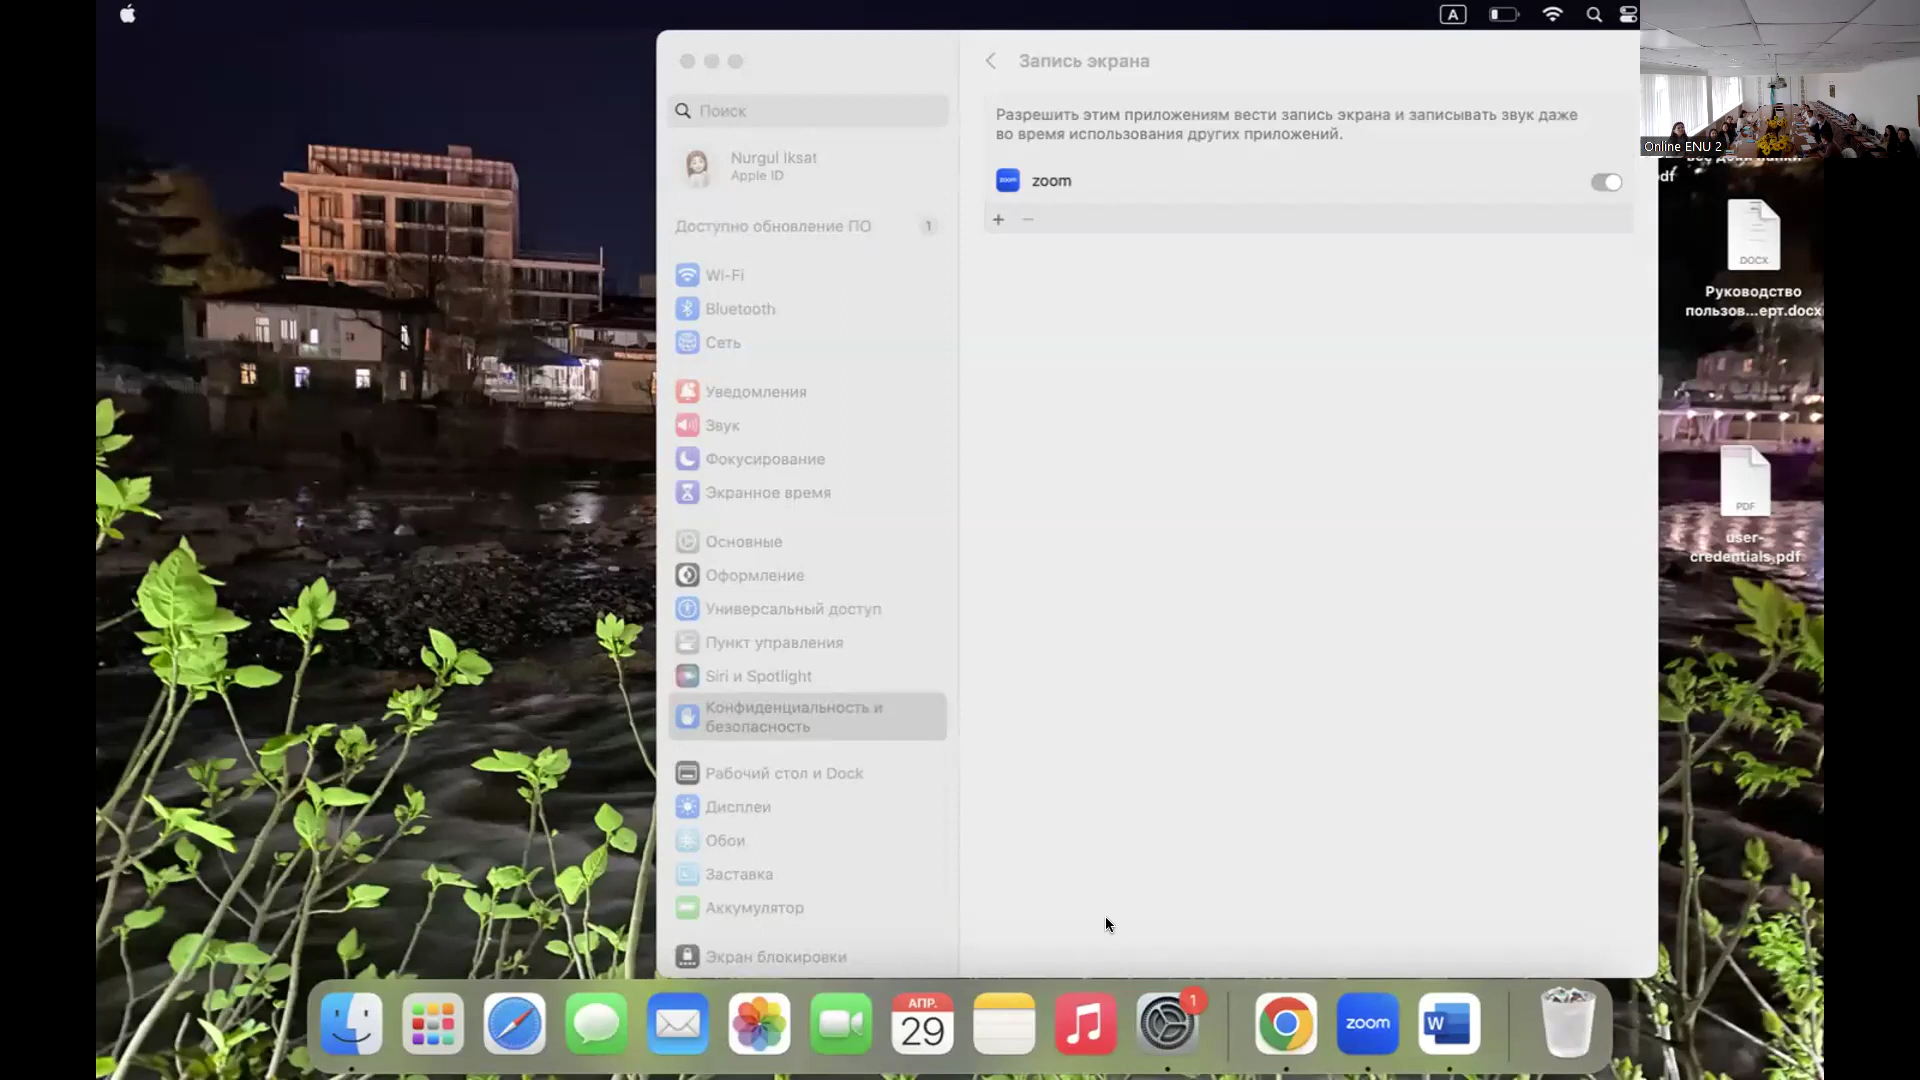 A
Запись экрана
Поиск
Разрешить этим приложениям вести запись экрана и записывать звук даже
во время использования других приложений.
Nurgul Iksat
Apple ID
zoom
zoom
Доступно обновление ПО 1
Wi-Fi
Bluetooth
Сеть
Уведомления
Звук
Фокусирование
Экранное время
Основные
Оформление
Универсальный доступ
Пункт управления
Siri и Spotlight
Конфиденциальность и
безопасность
Рабочий стол и Dock
Дисплеи
Обои
Заставка
Аккумулятор
Экран блокировки
Online ENU 2
df
DOCX
Руководство
пользов...ерт.docx
PDF
user-
credentials.pdf
АПР.
29
1
zoom
W